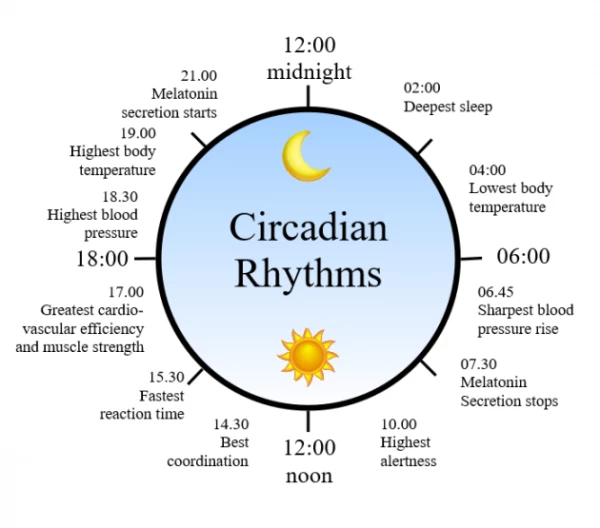 12:00
midnight
02:00
Deepest sleep
04:00
Lowest body
temperature
06:00
06.45
Sharpest blood
pressure rise
07.30
Melatonin
Secretion stops
10.00
Highest
alertness
12:00
noon
14.30
Best
coordination
15.30
Fastest
reaction time
17.00
Greatest cardio-
vascular efficiency
and muscle strength
18:00
18.30
Highest blood
pressure
19.00
Highest body
temperature
21.00
Melatonin
secretion starts
Circadian
Rhythms